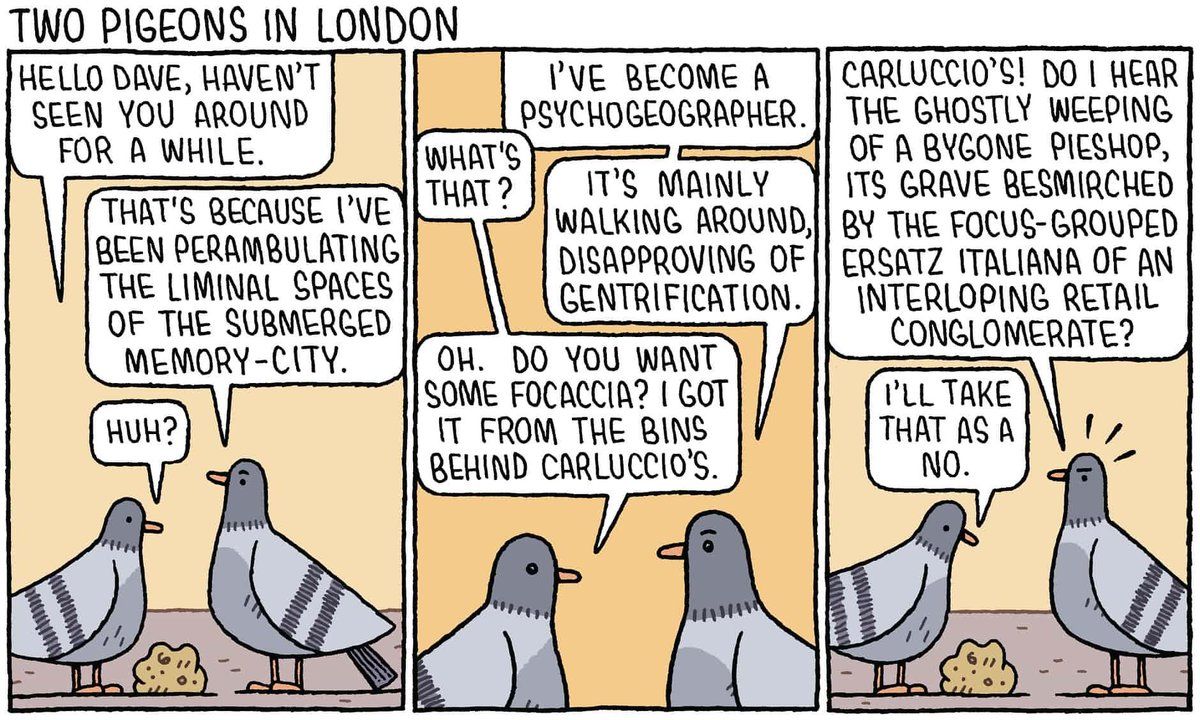 TWO PIGEONS IN LONDON
HELLO DAVE, HAVEN'T
SEEN YOU AROUND
FOR A WHILE.
THAT'S BECAUSE I'VE
BEEN PERAMBULATING
THE LIMINAL SPACES
OF THE SUBMERGED
MEMORY-CITY.
HUH?
I'VE BECOME A
PSYCHOGEOGRAPHER.
WHAT'S
THAT?
IT'S MAINLY
WALKING AROUND,
DISAPPROVING OF
GENTRIFICATION.
OH. DO YOU WANT
SOME FOCACCIA? I GOT
IT FROM THE BINS
BEHIND CARLUCCIO'S.
CARLUCCIO'S! DO I HEAR
THE GHOSTLY WEEPING
OF A BYGONE PIESHOP,
ITS GRAVE BESMIRCHED
BY THE FOCUS-GROUPED
ERSATZ ITALIANA OF AN
INTERLOPING RETAIL
CONGLOMERATE?
I'LL TAKE
THAT AS A
NO.